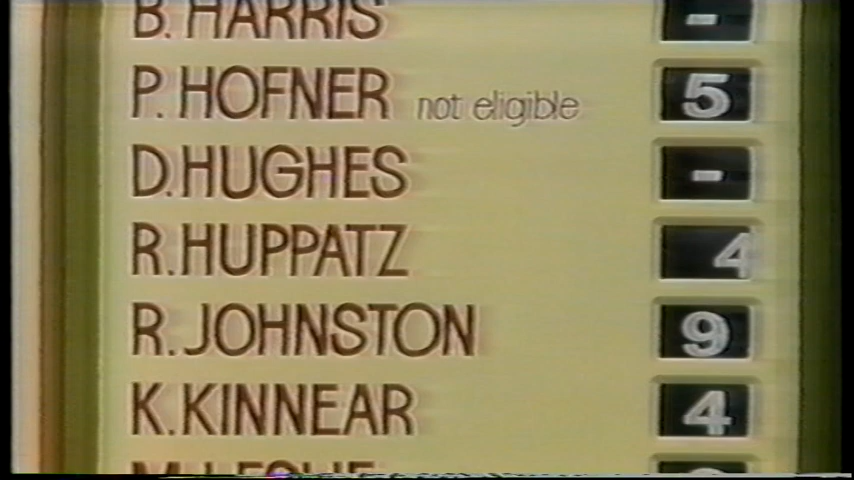 B. HARRIS -
P. HOFNER not eligible 5
D. HUGHES -
R. HUPPATZ 4
R. JOHNSTON 9
K. KINNEAR 4